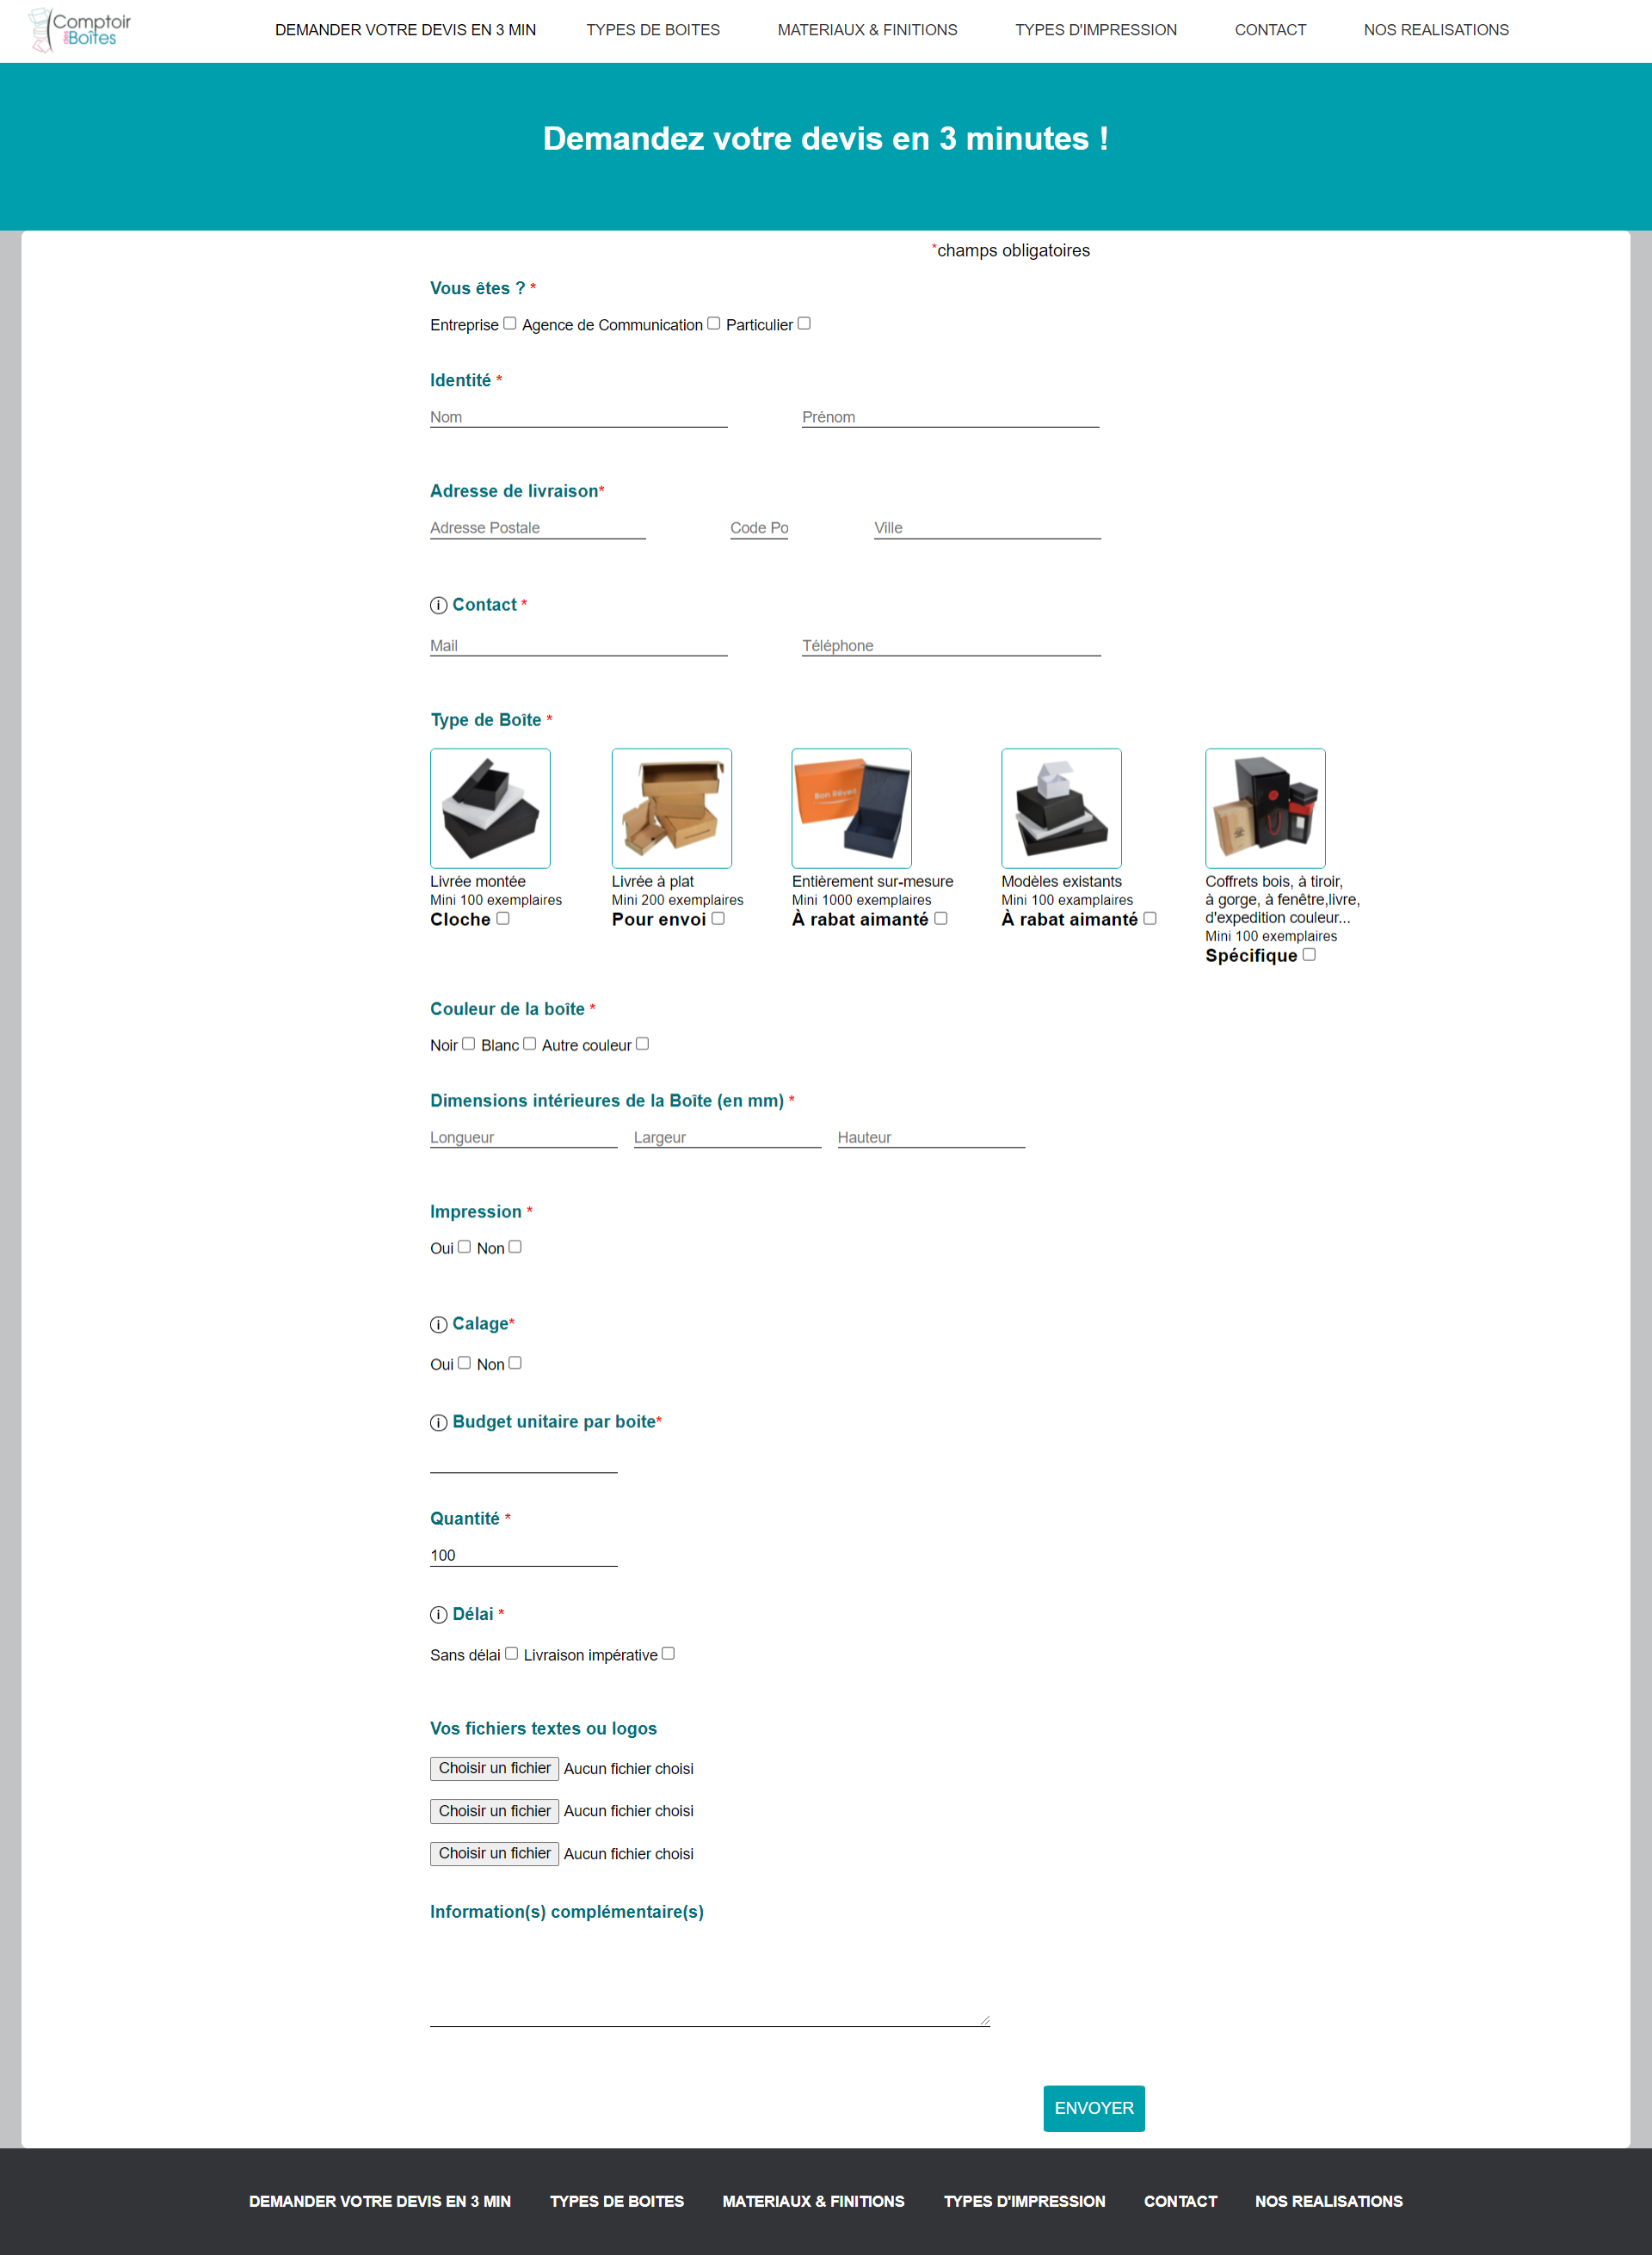 Comptoir
des Boîtes
DEMANDER VOTRE DEVIS EN 3 MIN TYPES DE BOITES MATERIAUX & FINITIONS TYPES D'IMPRESSION CONTACT NOS REALISATIONS
Demandez votre devis en 3 minutes !
*champs obligatoires
Vous êtes ? *
Entreprise Agence de Communication Particulier
Identité *
Nom Prénom
Adresse de livraison*
Adresse Postale Code Po Ville
i Contact *
Mail Téléphone
Type de Boîte *
Bon Réveil
Livrée montée
Mini 100 exemplaires
Cloche
Livrée à plat
Mini 200 exemplaires
Pour envoi
Entièrement sur-mesure
Mini 1000 exemplaires
À rabat aimanté
Modèles existants
Mini 100 examplaires
À rabat aimanté
Coffrets bois, à tiroir,
à gorge, à fenêtre,livre,
d'expedition couleur...
Mini 100 exemplaires
Spécifique
Couleur de la boîte *
Noir Blanc Autre couleur
Dimensions intérieures de la Boîte (en mm) *
Longueur Largeur Hauteur
Impression *
Oui Non
i Calage*
Oui Non
i Budget unitaire par boite*
Quantité *
100
i Délai *
Sans délai Livraison impérative
Vos fichiers textes ou logos
Choisir un fichier Aucun fichier choisi
Choisir un fichier Aucun fichier choisi
Choisir un fichier Aucun fichier choisi
Information(s) complémentaire(s)
ENVOYER
DEMANDER VOTRE DEVIS EN 3 MIN TYPES DE BOITES MATERIAUX & FINITIONS TYPES D'IMPRESSION CONTACT NOS REALISATIONS